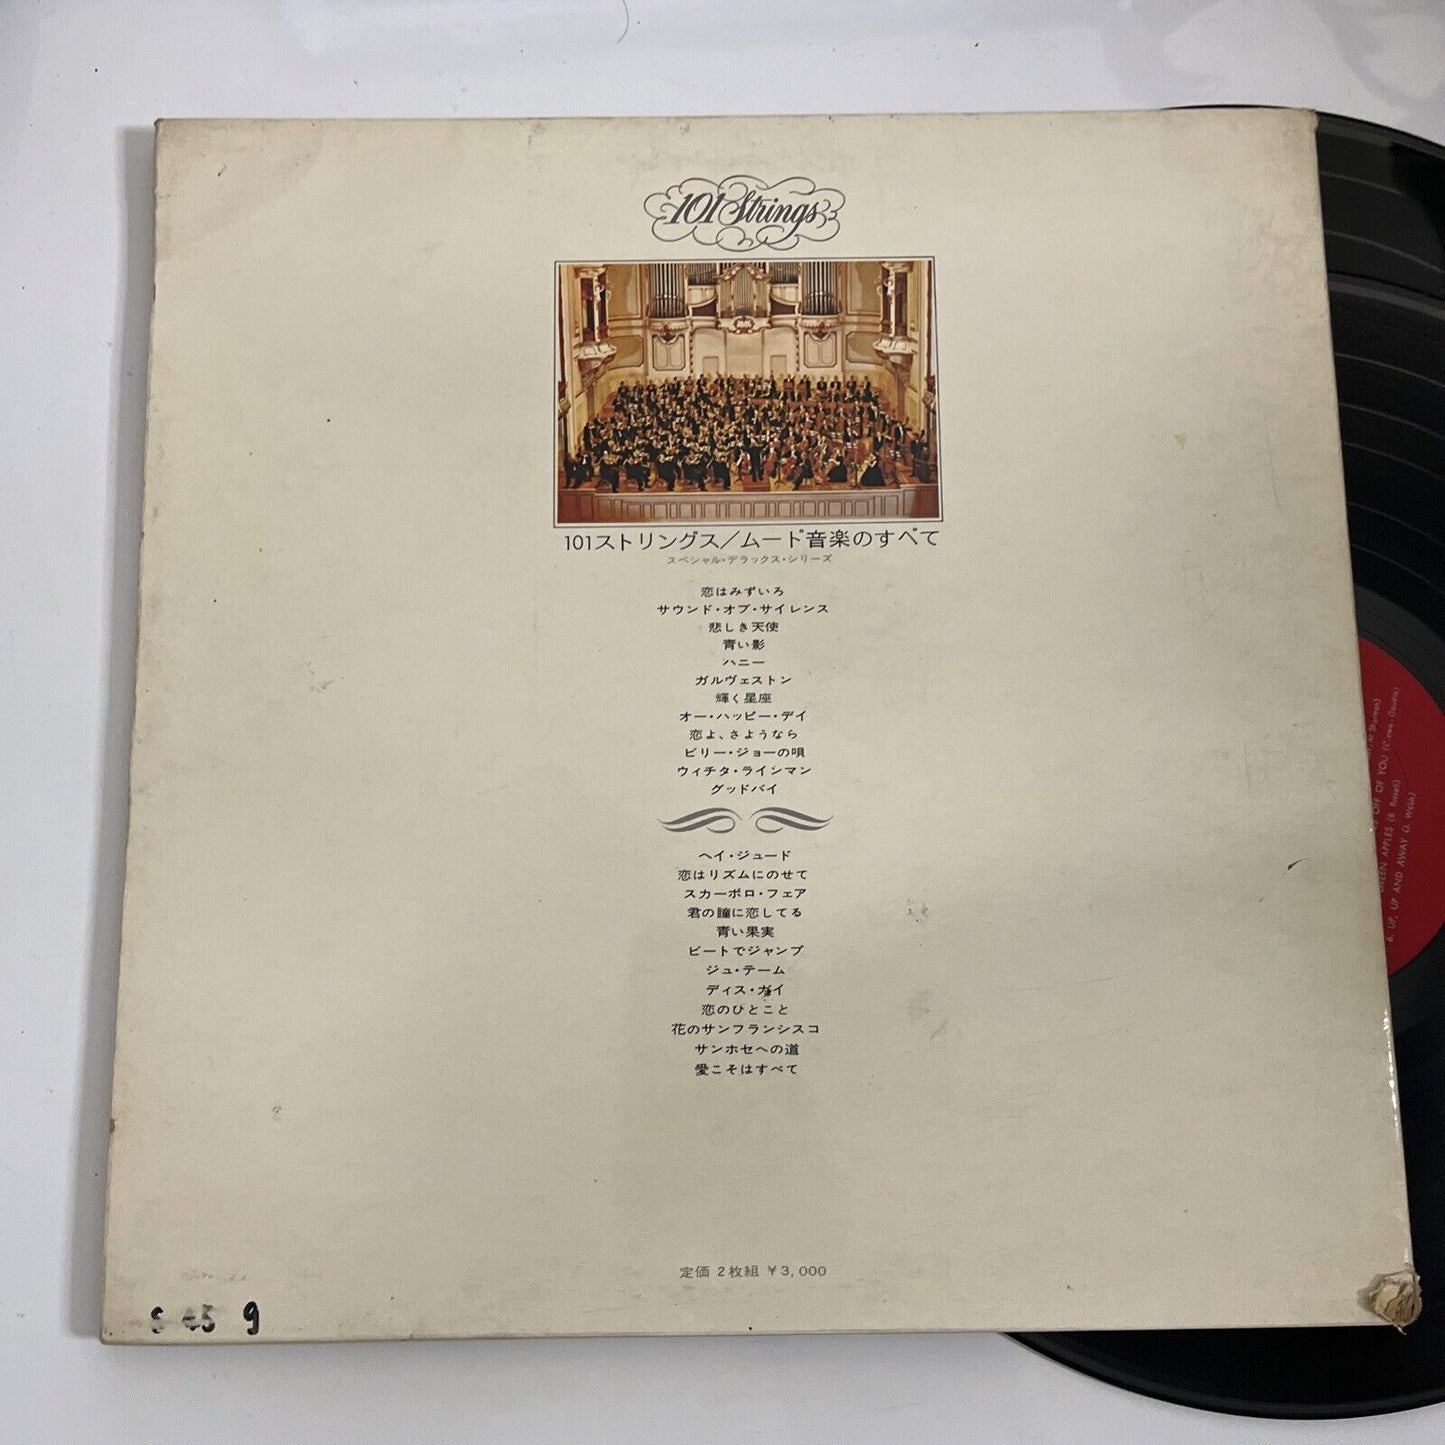 101 Strings
101ストリングス／ムード音楽のすべて
スペシャル・デラックス・シリーズ
恋はみずいろ
サウンド・オブ・サイレンス
悲しき天使
青い影
ハニー
ガルヴェストン
輝く星座
オー・ハッピー・デイ
恋よ、さようなら
ビリー・ジョーの唄
ウィチタ・ラインマン
グッドバイ
ヘイ・ジュード
恋はリズムにのせて
スカーボロ・フェア
君の瞳に恋してる
青い果実
ビートでジャンプ
ジュ・テーム
ディス・ガイ
恋のひとこと
花のサンフランシスコ
サンホセへの道
愛こそはすべて
定価 2枚組 ¥3,000
9
OFF OF YOU
GREEN APPLES (B. Russell)
6. UP, UP AND AWAY (J. Webb)